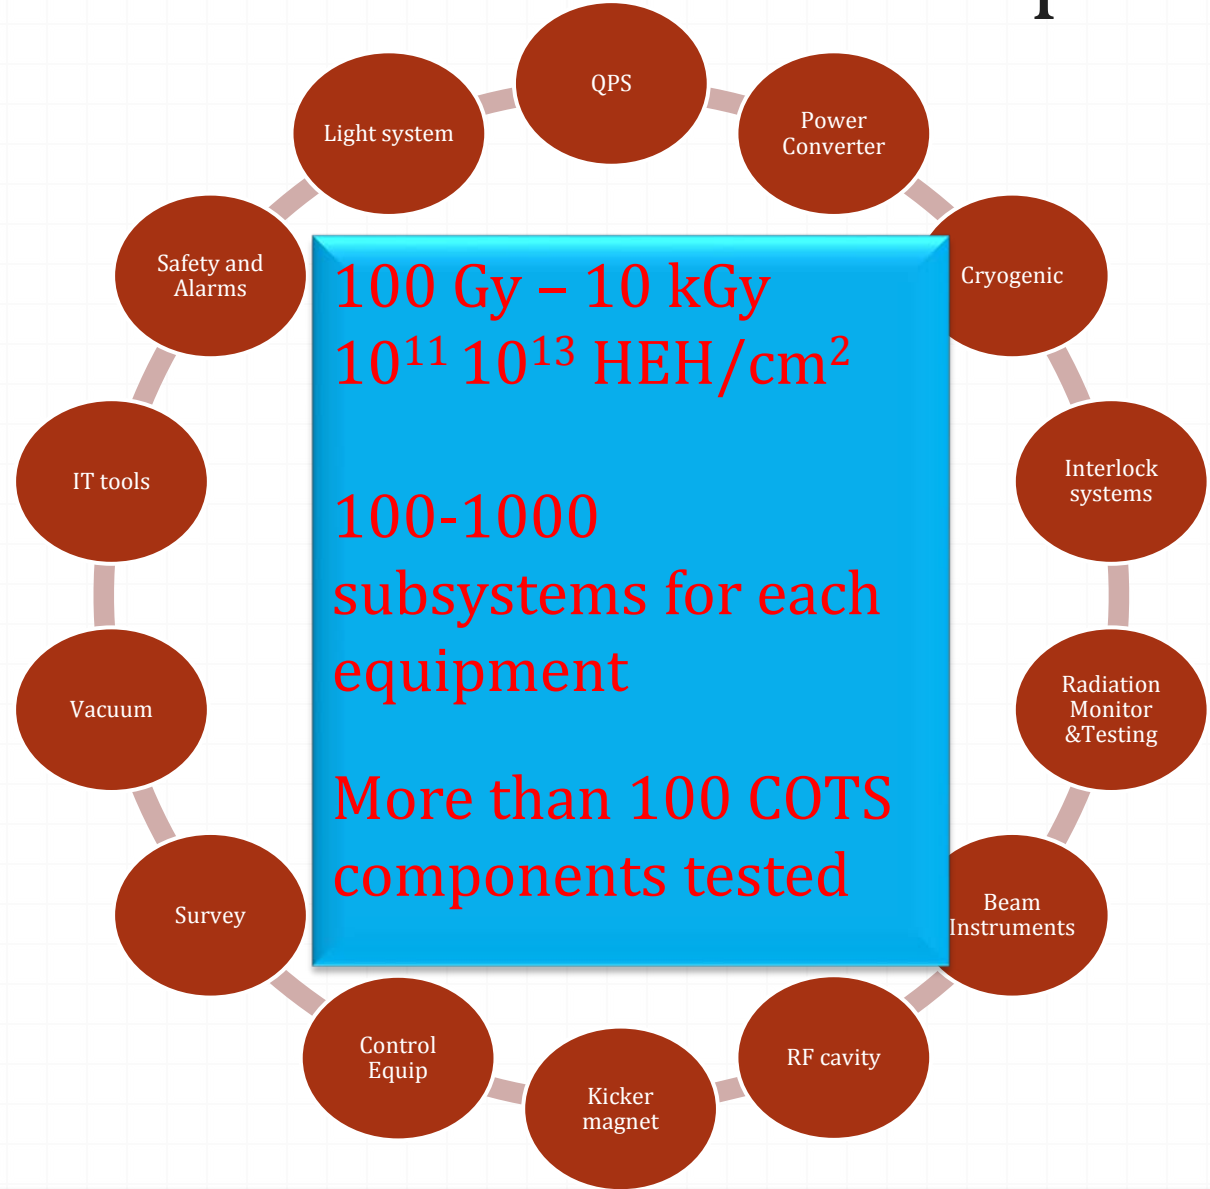 QPS
Power
Converter
Cryogenic
Interlock
systems
Radiation
Monitor
&Testing
Beam
Instruments
RF cavity
Kicker
magnet
Control
Equip
Survey
Vacuum
IT tools
Safety and
Alarms
Light system
100 Gy – 10 kGy
10¹¹ 10¹³ HEH/cm²
100-1000
subsystems for each
equipment
More than 100 COTS
components tested